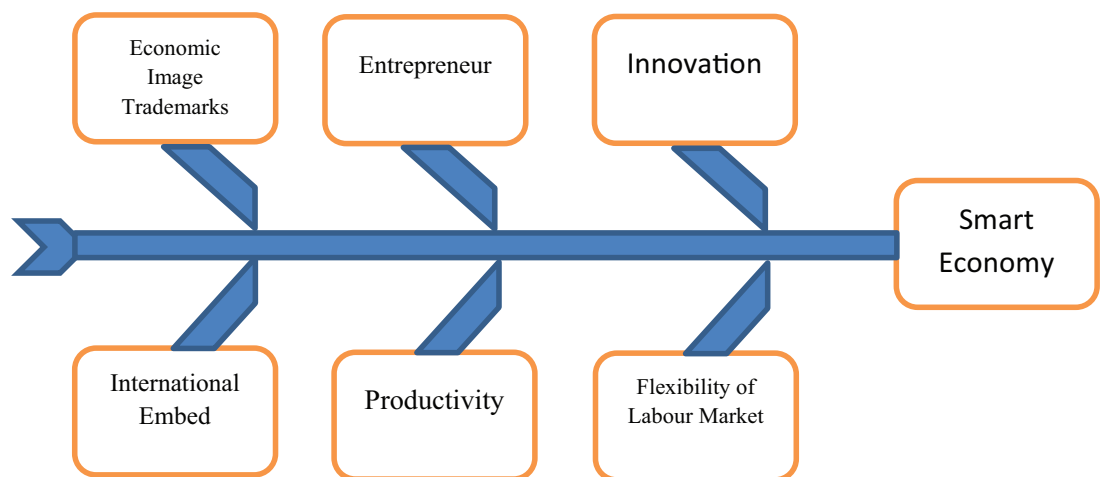 Economic
Image
Trademarks
Entrepreneur
Innovation
Smart
Economy
International
Embed
Productivity
Flexibility of
Labour Market